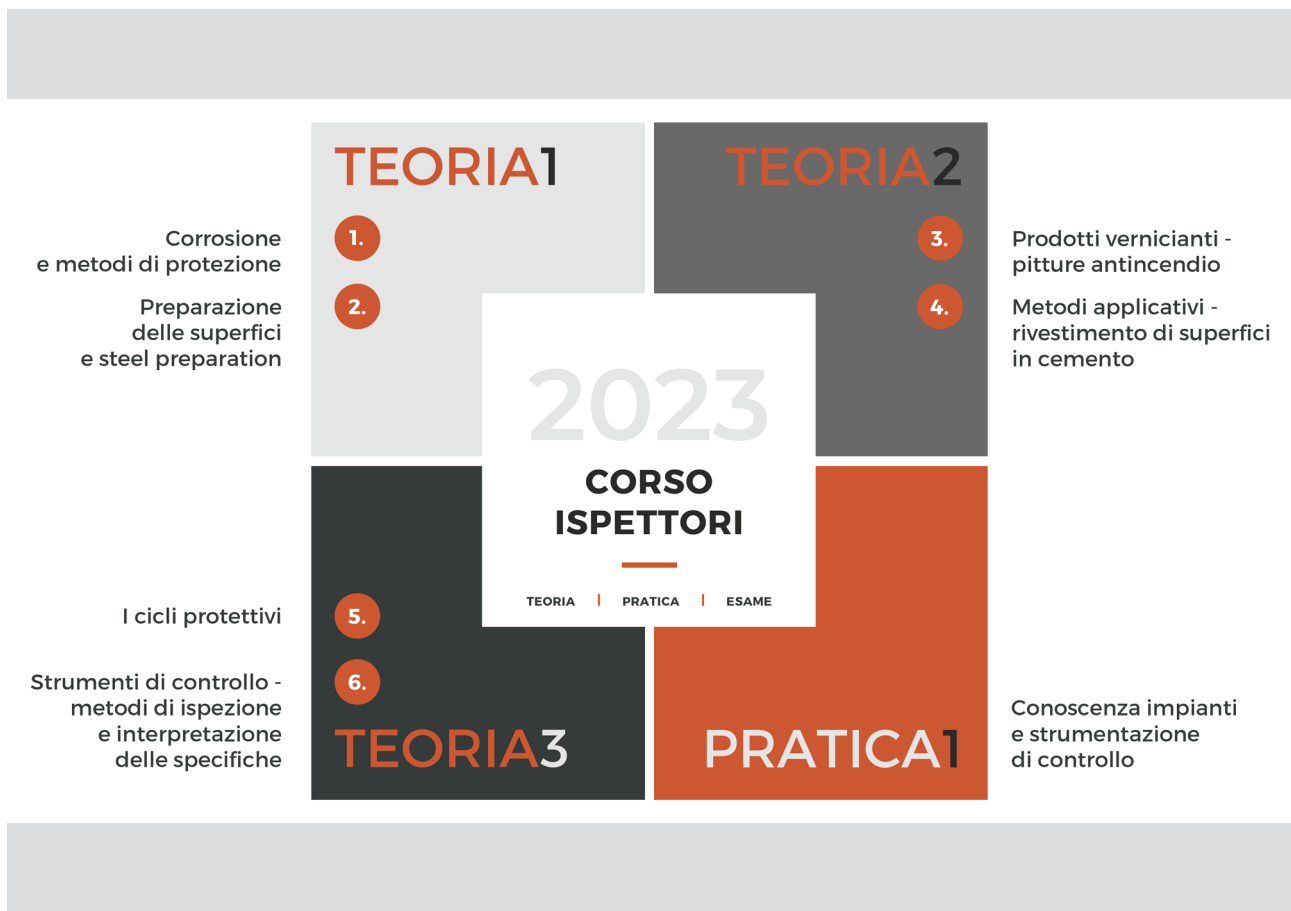 TEORIA1
Corrosione
e metodi di protezione
1.
Preparazione
delle superfici
e steel preparation
2.
TEORIA2
3.
Prodotti vernicianti -
pitture antincendio
4.
Metodi applicativi -
rivestimento di superfici
in cemento
2023
CORSO
ISPETTORI
TEORIA | PRATICA | ESAME
I cicli protettivi
5.
Strumenti di controllo -
metodi di ispezione
e interpretazione
delle specifiche
6.
TEORIA3
PRATICA1
Conoscenza impianti
e strumentazione
di controllo